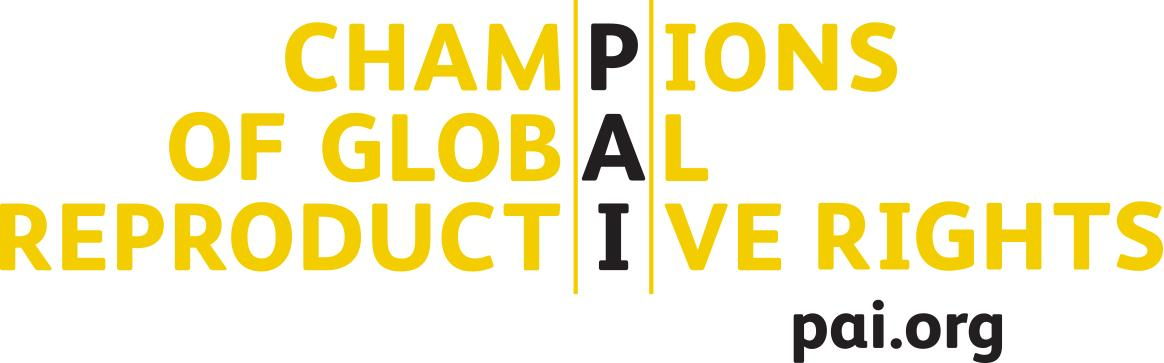 CHAMPIONS
OF GLOBAL
REPRODUCTIVE RIGHTS
pai.org